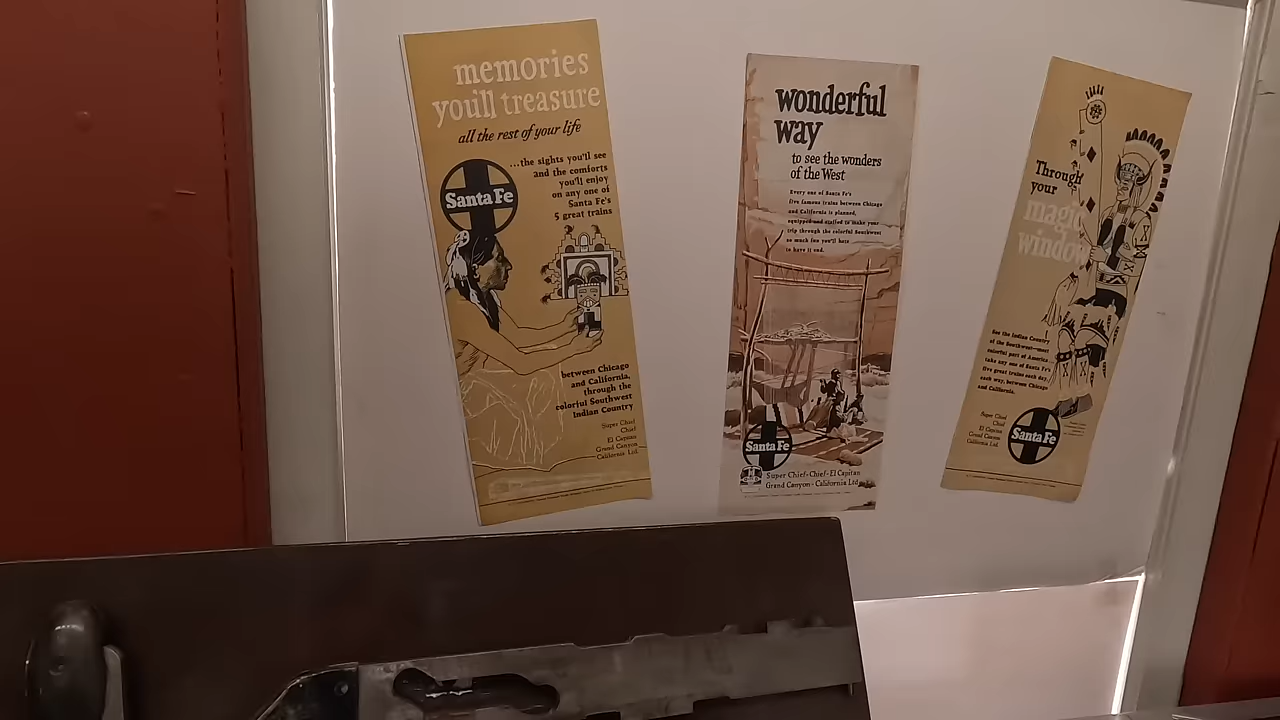 memories
you'll treasure
all the rest of your life
...the sights you'll see
and the comforts
you'll enjoy
on any one of
Santa Fe's
5 great trains
Santa Fe
between Chicago
and California,
through the
colorful Southwest
Indian Country
Super Chief
Chief
El Capitan
Grand Canyon
California Ltd.
wonderful
way
to see the wonders
of the West
Every one of Santa Fe's
five famous trains between Chicago
and California is planned,
equipped and staffed to make your
trip through the colorful Southwest
so much fun you'll hate
to have it end.
Santa Fe
Super Chief · Chief · El Capitan
Grand Canyon · California Ltd.
Through
your
magic
window
See the Indian Country
of the Southwest—most
colorful part of America—
take any one of Santa Fe's
five great trains each day,
each way, between Chicago
and California.
Super Chief
Chief
El Capitan
Grand Canyon
California Ltd.
Santa Fe